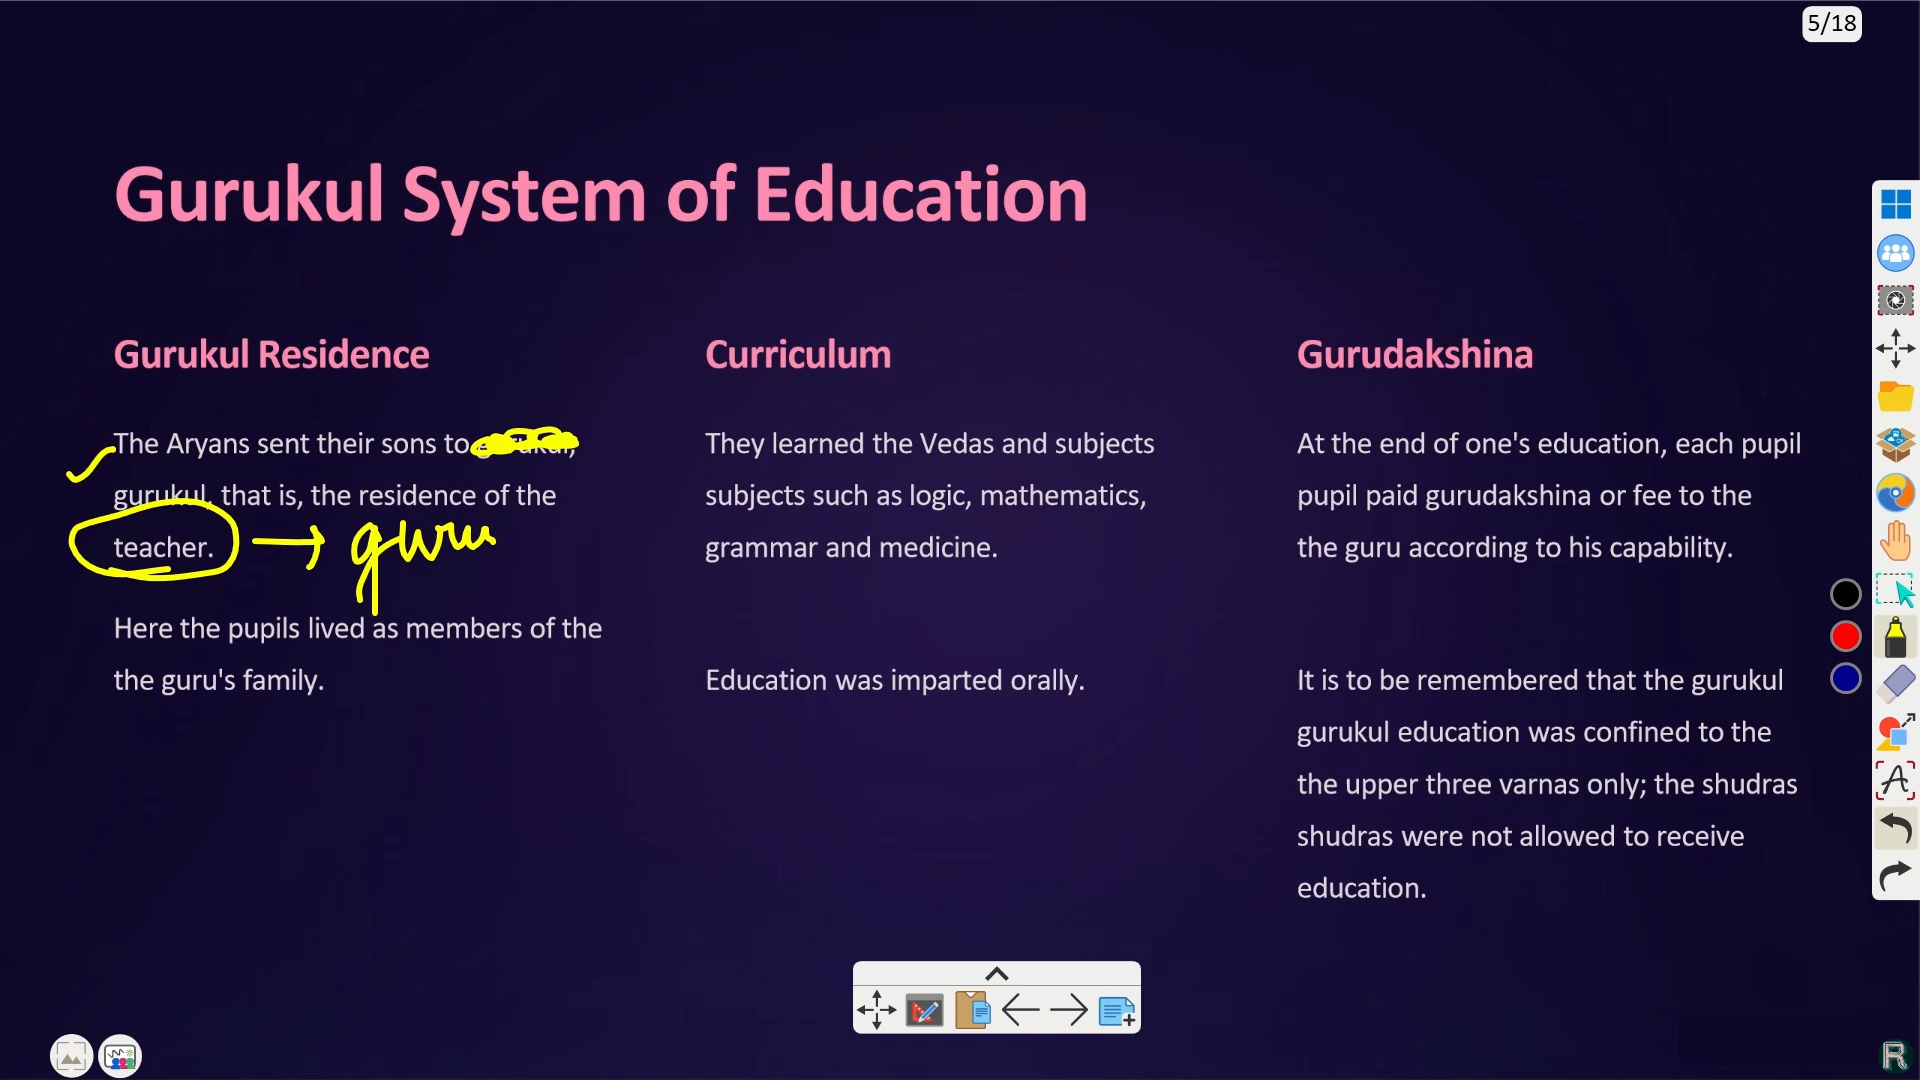 5/18
Gurukul System of Education
Gurukul Residence
The Aryans sent their sons to gurukul,
gurukul, that is, the residence of the
teacher. → guru
Here the pupils lived as members of the
the guru's family.
Curriculum
They learned the Vedas and subjects
subjects such as logic, mathematics,
grammar and medicine.
Education was imparted orally.
Gurudakshina
At the end of one's education, each pupil
pupil paid gurudakshina or fee to the
the guru according to his capability.
It is to be remembered that the gurukul
gurukul education was confined to the
the upper three varnas only; the shudras
shudras were not allowed to receive
education.